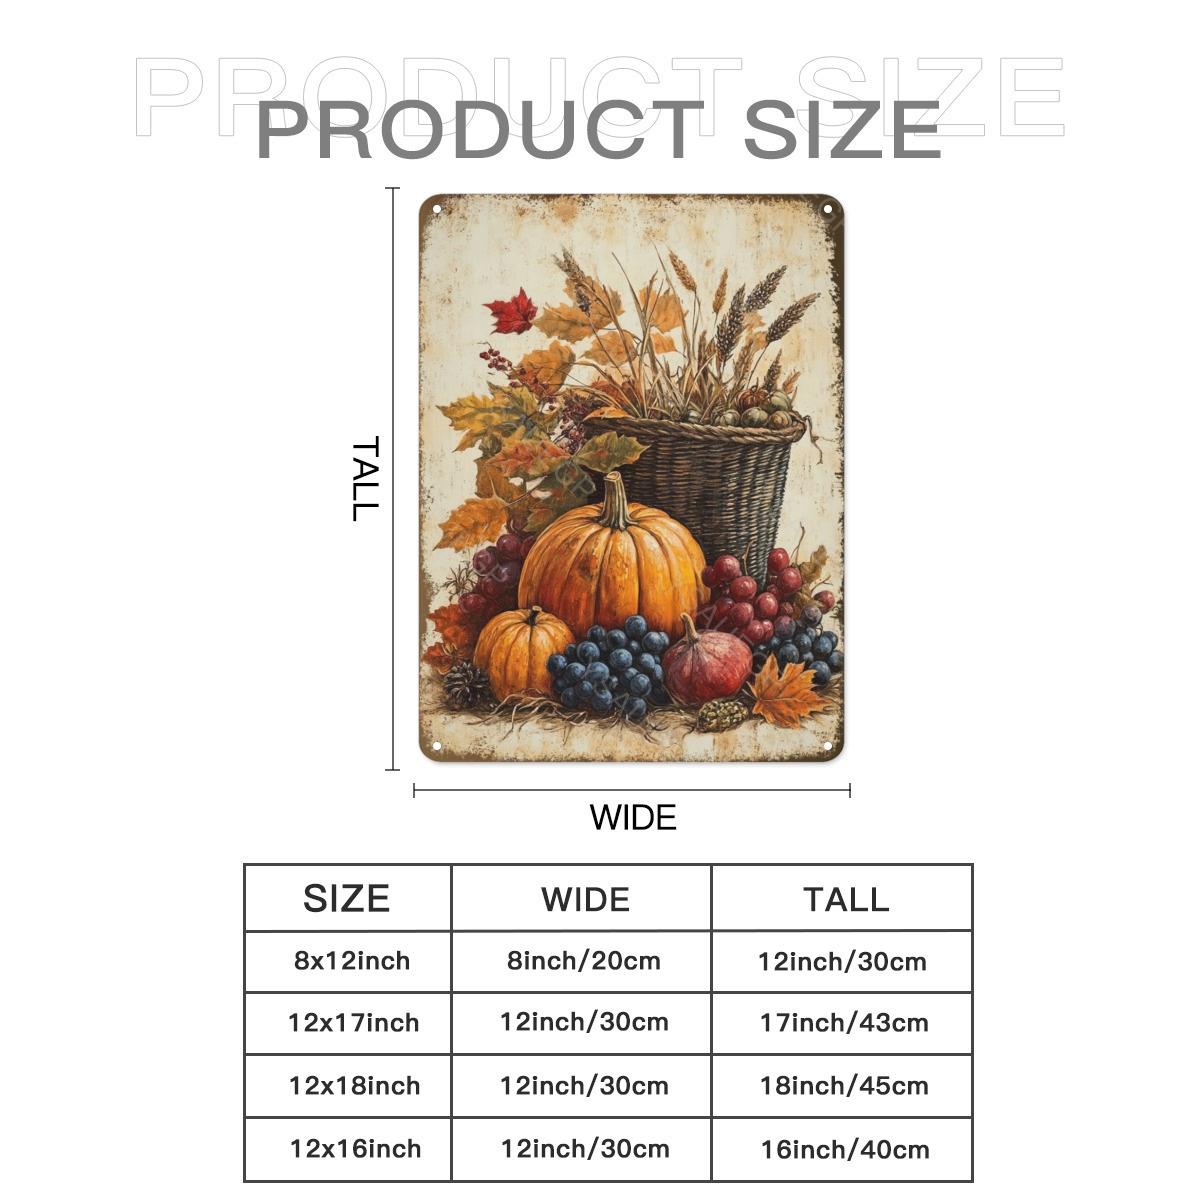 PRODUCT SIZE
PRODUCT SIZE
TALL
WIDE
SIZE WIDE TALL
8x12inch 8inch/20cm 12inch/30cm
12x17inch 12inch/30cm 17inch/43cm
12x18inch 12inch/30cm 18inch/45cm
12x16inch 12inch/30cm 16inch/40cm